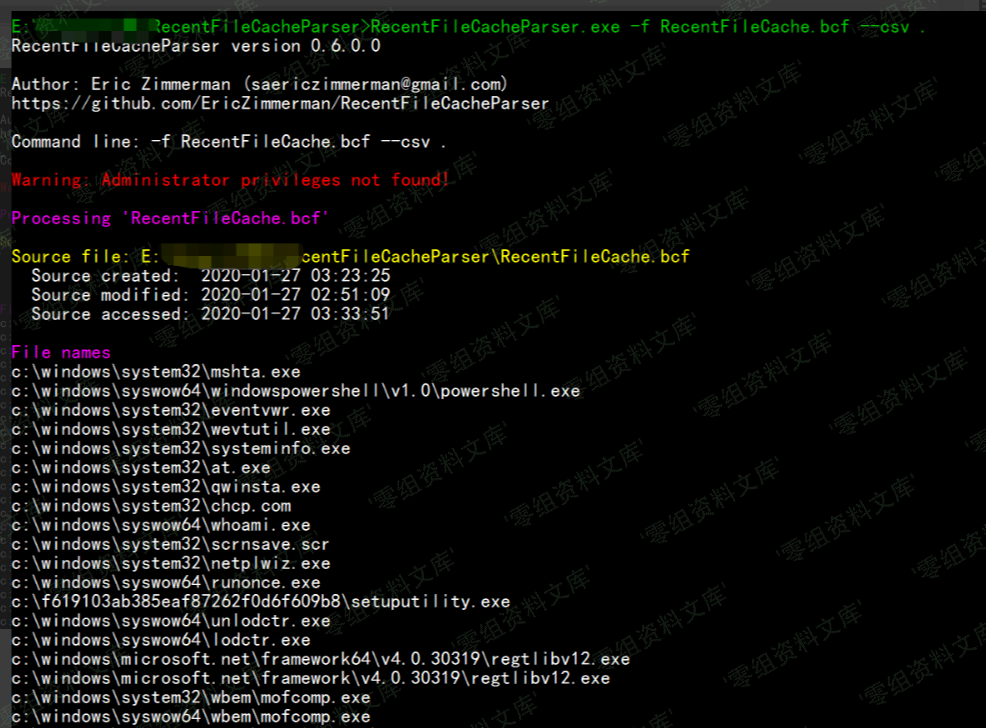 E:\ RecentFileCacheParser>RecentFileCacheParser.exe -f RecentFileCache.bcf --csv .
RecentFileCacheParser version 0.6.0.0
Author: Eric Zimmerman (saericzimmerman@gmail.com)
https://github.com/EricZimmerman/RecentFileCacheParser
Command line: -f RecentFileCache.bcf --csv .
Warning: Administrator privileges not found!
Processing 'RecentFileCache.bcf'
Source file: E: centFileCacheParser\RecentFileCache.bcf
Source created: 2020-01-27 03:23:25
Source modified: 2020-01-27 02:51:09
Source accessed: 2020-01-27 03:33:51
File names
c:\windows\system32\mshta.exe
c:\windows\syswow64\windowspowershell\v1.0\powershell.exe
c:\windows\system32\eventvwr.exe
c:\windows\system32\wevtutil.exe
c:\windows\system32\systeminfo.exe
c:\windows\system32\at.exe
c:\windows\system32\qwinsta.exe
c:\windows\system32\chcp.com
c:\windows\syswow64\whoami.exe
c:\windows\system32\scrnsave.scr
c:\windows\system32\netplwiz.exe
c:\windows\syswow64\runonce.exe
c:\f619103ab385eaf87262f0d6f609b8\setuputility.exe
c:\windows\syswow64\unlodctr.exe
c:\windows\syswow64\lodctr.exe
c:\windows\microsoft.net\framework64\v4.0.30319\regtlibv12.exe
c:\windows\microsoft.net\framework\v4.0.30319\regtlibv12.exe
c:\windows\system32\wbem\mofcomp.exe
c:\windows\syswow64\wbem\mofcomp.exe
'零组资料文库'